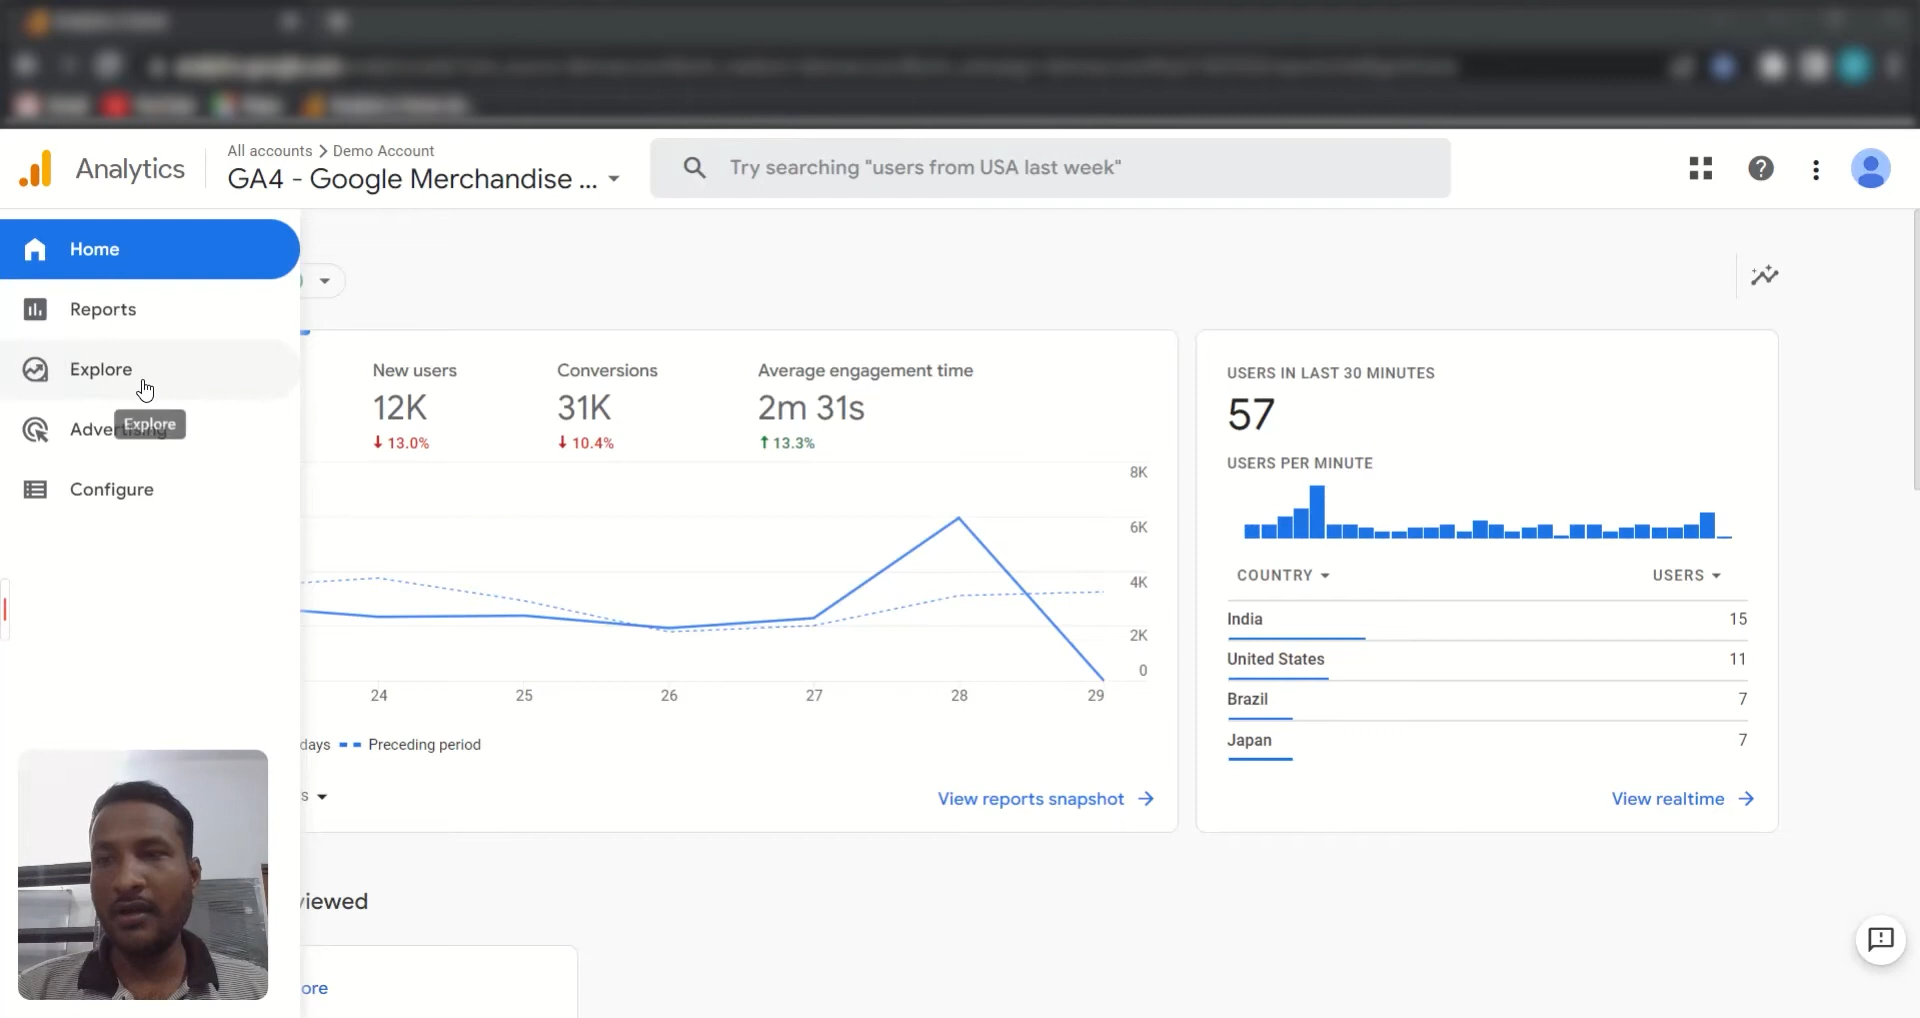 Analytics
All accounts > Demo Account
GA4 - Google Merchandise ...
Try searching "users from USA last week"
Home
Reports
Explore
Advertising
Explore
Configure
New users
12K
13.0%
Conversions
31K
10.4%
Average engagement time
2m 31s
13.3%
8K
6K
4K
2K
0
24 25 26 27 28 29
days Preceding period
s
View reports snapshot
USERS IN LAST 30 MINUTES
57
USERS PER MINUTE
COUNTRY USERS
India 15
United States 11
Brazil 7
Japan 7
View realtime
viewed
ore